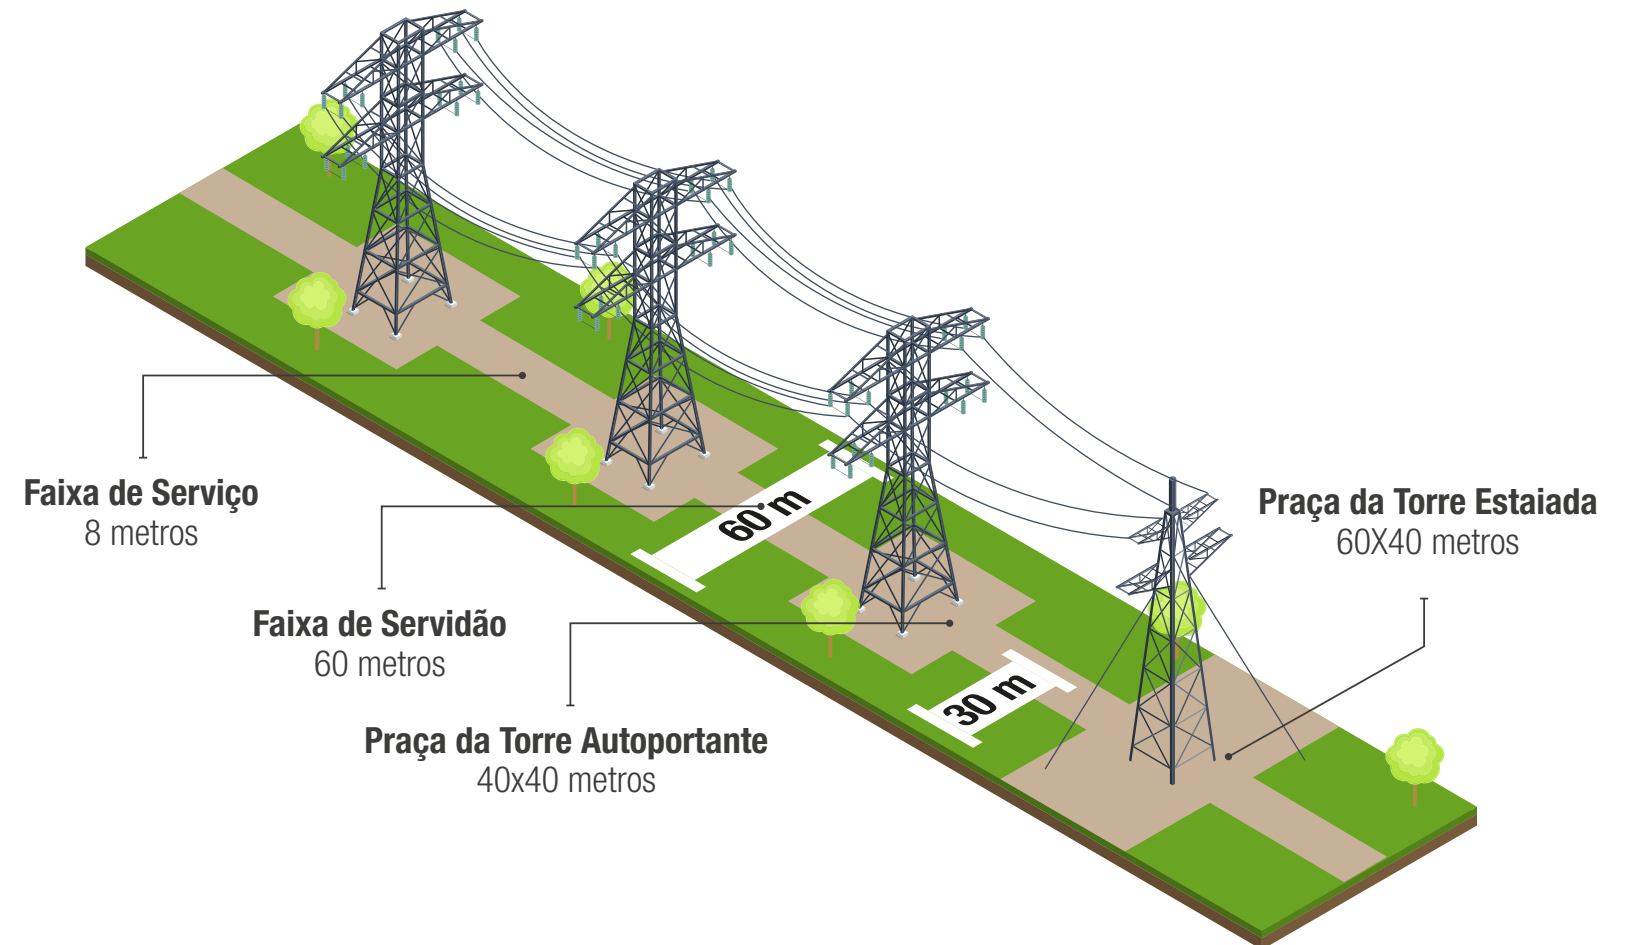 Faixa de Serviço
8 metros
Faixa de Servidão
60 metros
Praça da Torre Autoportante
40x40 metros
60 m
30 m
Praça da Torre Estaiada
60X40 metros